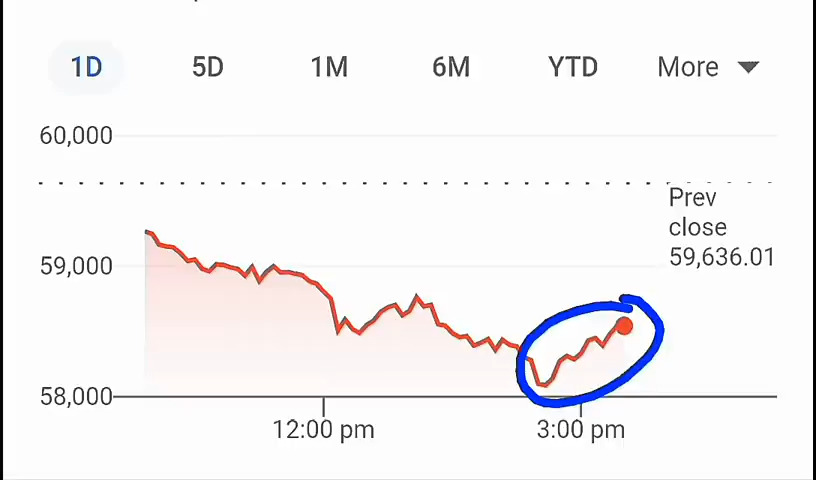 1D 5D 1M 6M YTD More
60,000
Prev
close
59,636.01
59,000
58,000
12:00 pm 3:00 pm